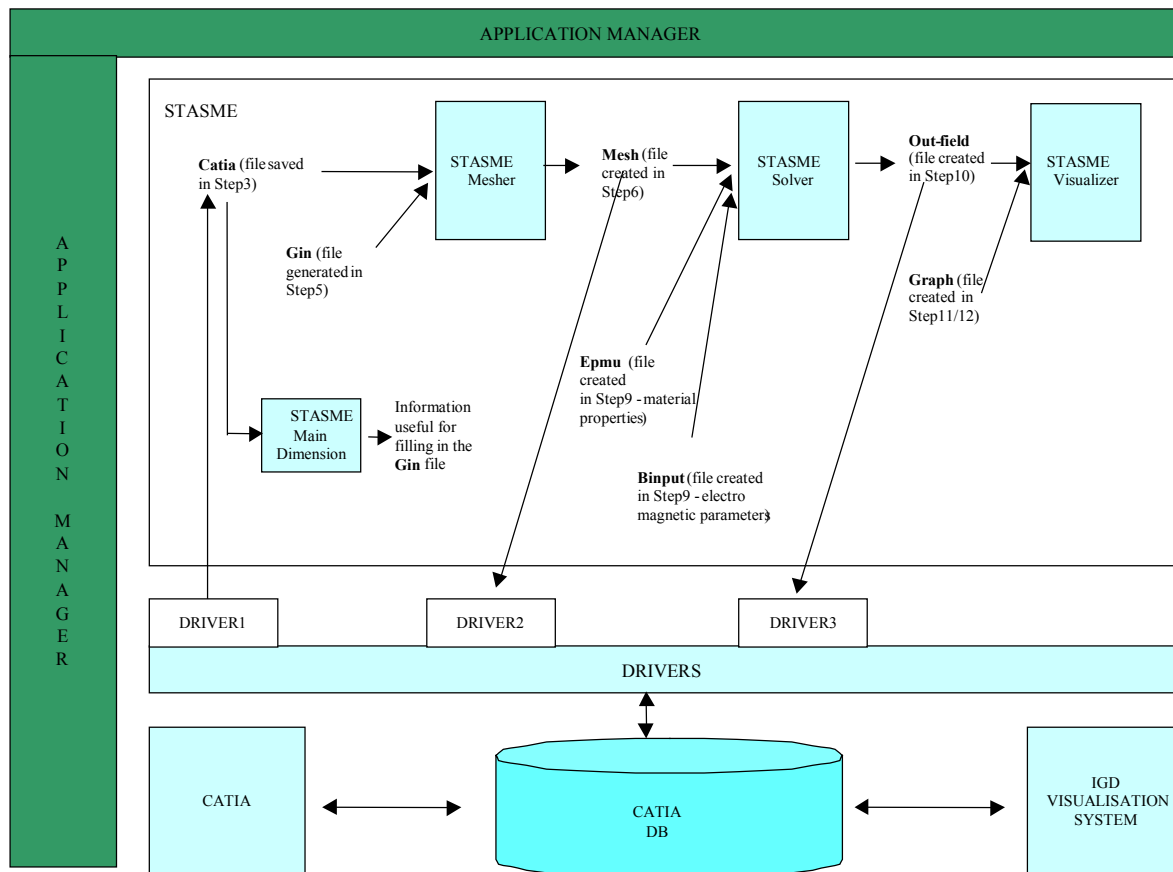 APPLICATION MANAGER
A
P
P
L
I
C
A
T
I
O
N
M
A
N
A
G
E
R
STASME
Catia (file saved
in Step3)
STASME
Mesher
Mesh (file
created in
Step6)
STASME
Solver
Out-field
(file created
in Step10)
STASME
Visualizer
Gin (file
generated in
Step5)
Graph (file
created in
Step11/12)
Epmu (file
created
in Step9 - material
properties)
STASME
Main
Dimension
Information
useful for
filling in the
Gin file
Binput (file created
in Step9 - electro
magnetic parameters)
DRIVER1
DRIVER2
DRIVER3
DRIVERS
CATIA
CATIA
DB
IGD
VISUALISATION
SYSTEM